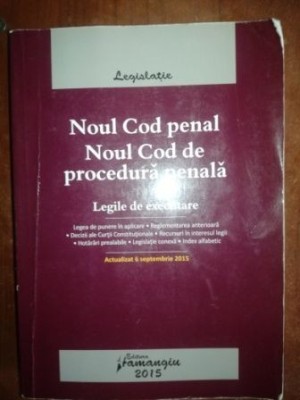 Legislație
Noul Cod penal
Noul Cod de
procedură penală
Legile de executare
Legea de punere în aplicare • Reglementarea anterioară
• Decizii ale Curții Constituționale • Recursuri în interesul legii
• Hotărâri prealabile • Legislație conexă • Index alfabetic
Actualizat 6 septembrie 2015
Editura
Hamangiu
2015